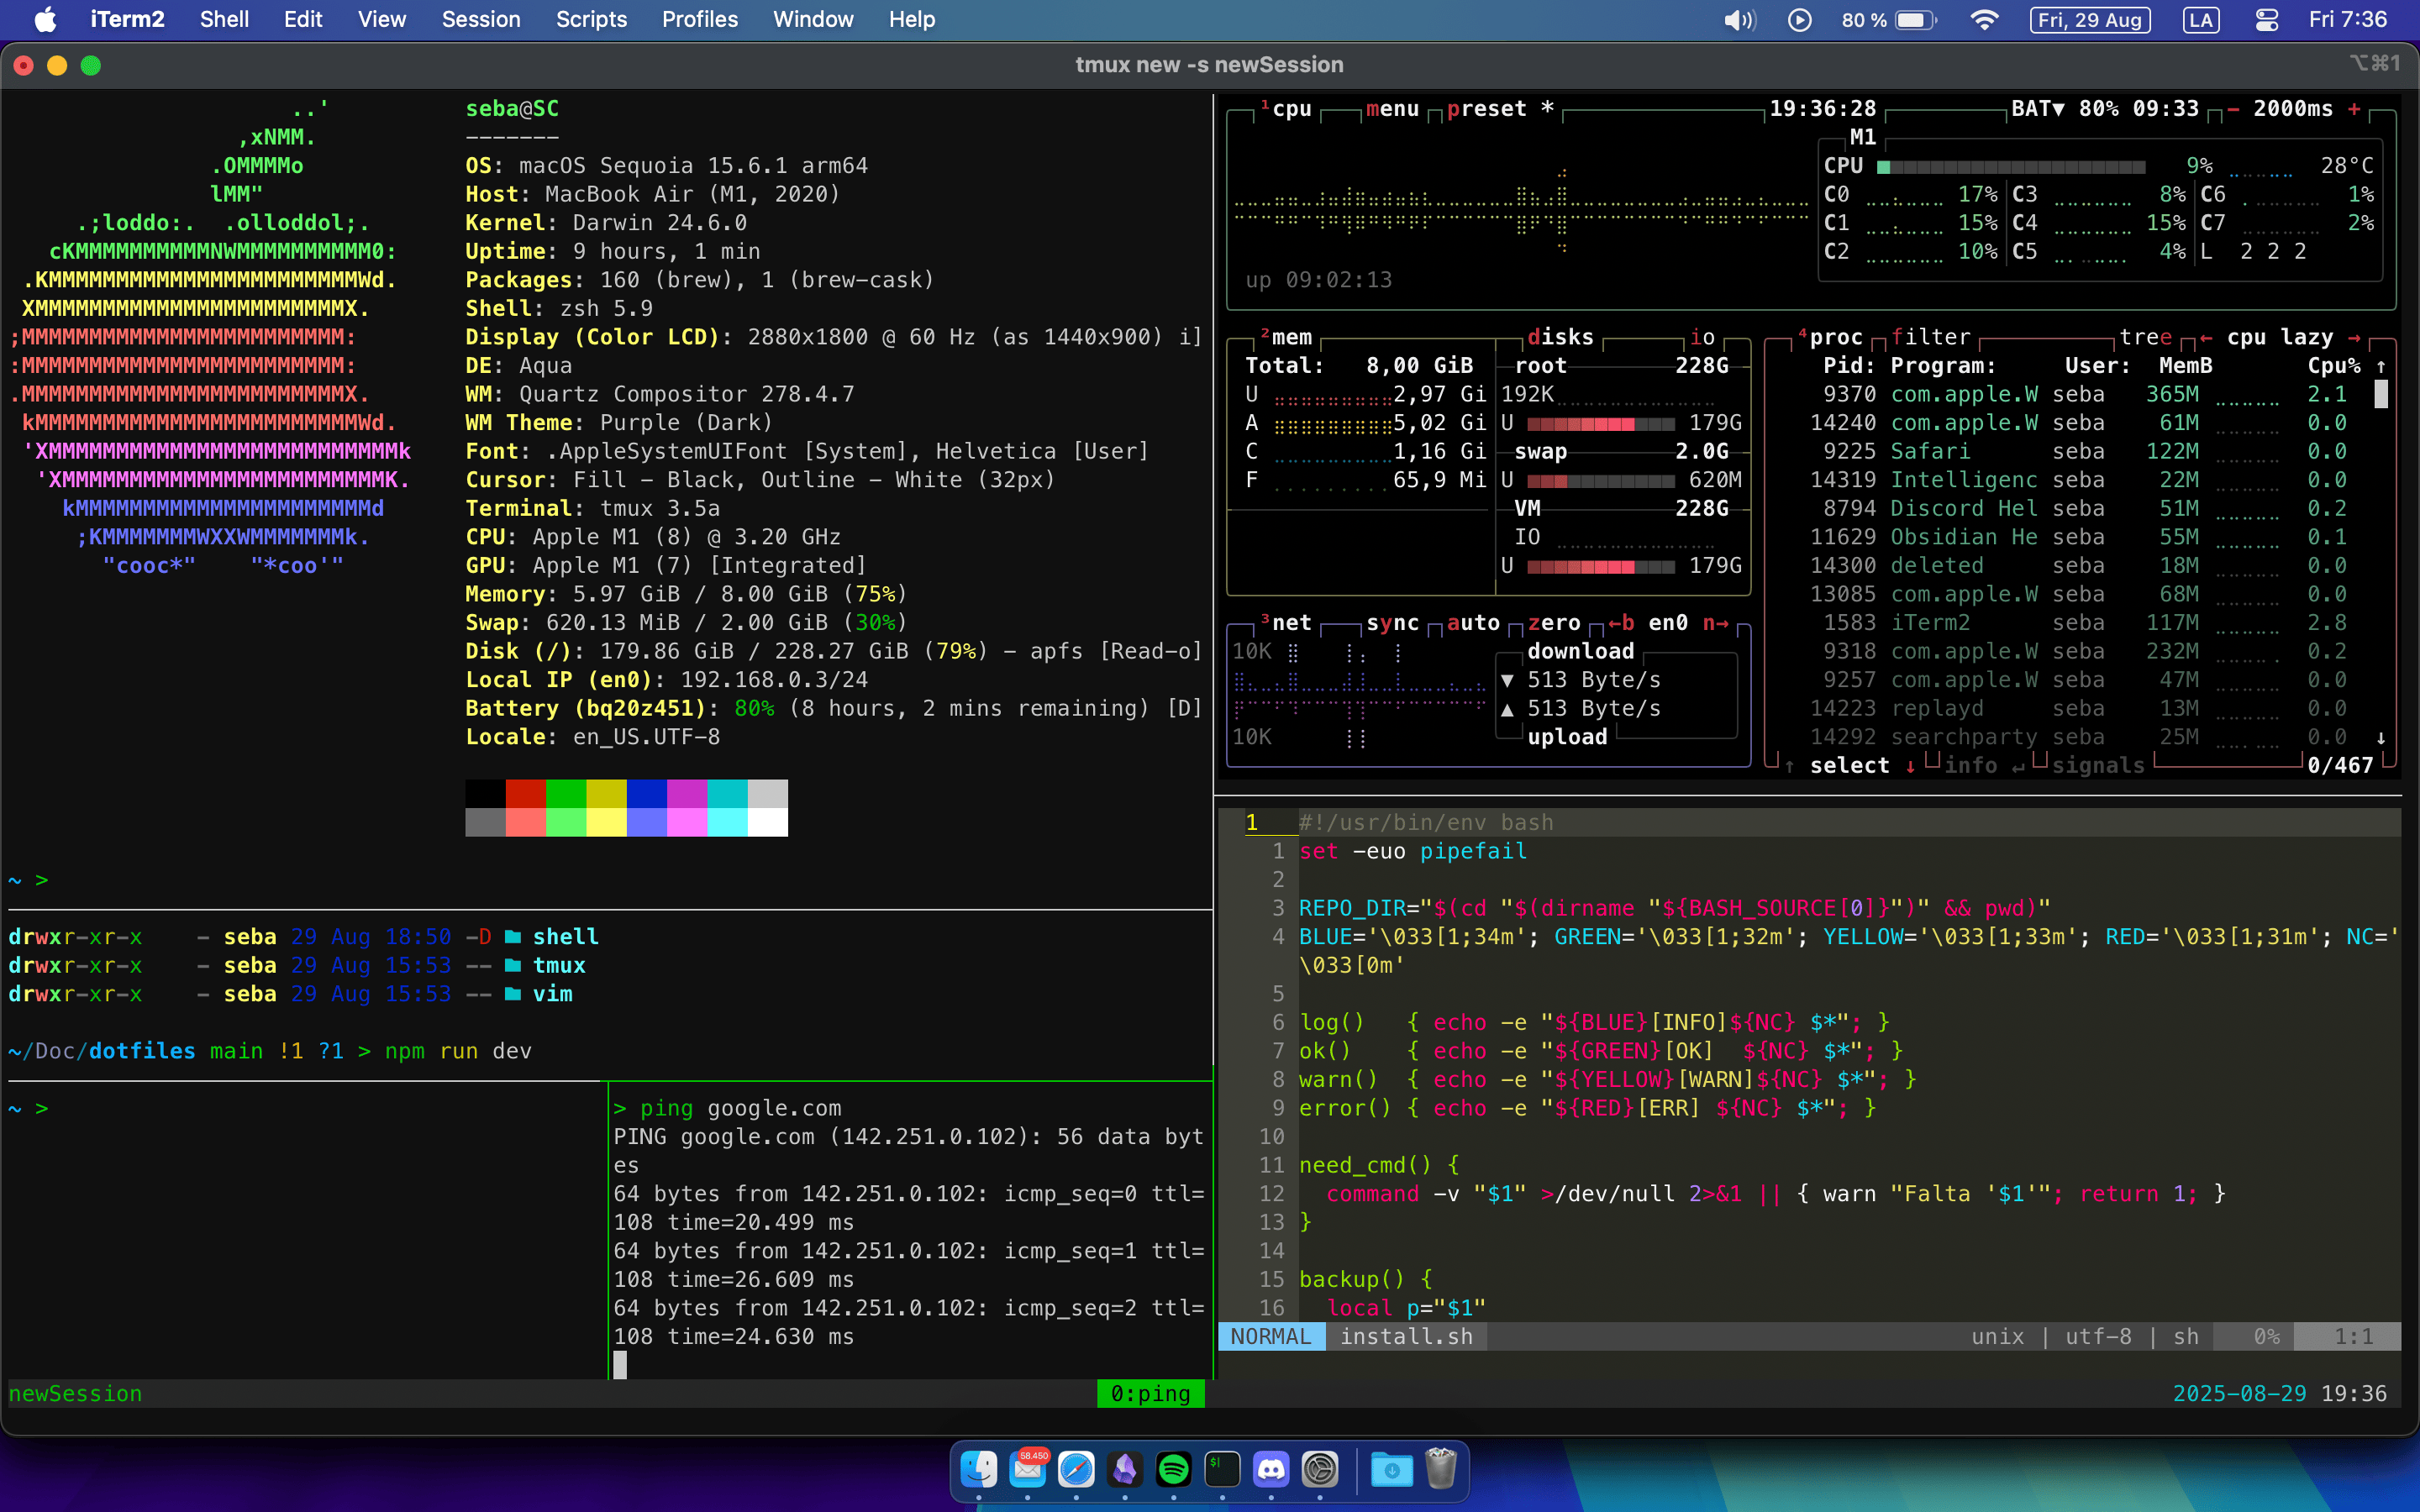 iTerm2 Shell Edit View Session Scripts Profiles Window Help 80 % Fri, 29 Aug LA Fri 7:36
tmux new -s newSession ⌥⌘1
..'
,xNMM.
.OMMMMo
lMM"
.;loddo:. .olloddol;.
cKMMMMMMMMMMNWMMMMMMMMMM0:
.KMMMMMMMMMMMMMMMMMMMMMMMWd.
XMMMMMMMMMMMMMMMMMMMMMMMX.
;MMMMMMMMMMMMMMMMMMMMMMMM:
:MMMMMMMMMMMMMMMMMMMMMMMM:
.MMMMMMMMMMMMMMMMMMMMMMMMX.
kMMMMMMMMMMMMMMMMMMMMMMMMWd.
'XMMMMMMMMMMMMMMMMMMMMMMMMMMk
'XMMMMMMMMMMMMMMMMMMMMMMMMK.
kMMMMMMMMMMMMMMMMMMMMMMd
;KMMMMMMMWXXWMMMMMMMk.
"cooc*" "*coo'"
seba@SC
-------
OS: macOS Sequoia 15.6.1 arm64
Host: MacBook Air (M1, 2020)
Kernel: Darwin 24.6.0
Uptime: 9 hours, 1 min
Packages: 160 (brew), 1 (brew-cask)
Shell: zsh 5.9
Display (Color LCD): 2880x1800 @ 60 Hz (as 1440x900) i]
DE: Aqua
WM: Quartz Compositor 278.4.7
WM Theme: Purple (Dark)
Font: .AppleSystemUIFont [System], Helvetica [User]
Cursor: Fill - Black, Outline - White (32px)
Terminal: tmux 3.5a
CPU: Apple M1 (8) @ 3.20 GHz
GPU: Apple M1 (7) [Integrated]
Memory: 5.97 GiB / 8.00 GiB (75%)
Swap: 620.13 MiB / 2.00 GiB (30%)
Disk (/): 179.86 GiB / 228.27 GiB (79%) - apfs [Read-o]
Local IP (en0): 192.168.0.3/24
Battery (bq20z451): 80% (8 hours, 2 mins remaining) [D]
Locale: en_US.UTF-8
~ >
drwxr-xr-x - seba 29 Aug 18:50 -D shell
drwxr-xr-x - seba 29 Aug 15:53 -- tmux
drwxr-xr-x - seba 29 Aug 15:53 -- vim
~/Doc/dotfiles main !1 ?1 > npm run dev
~ >
> ping google.com
PING google.com (142.251.0.102): 56 data byt
es
64 bytes from 142.251.0.102: icmp_seq=0 ttl=
108 time=20.499 ms
64 bytes from 142.251.0.102: icmp_seq=1 ttl=
108 time=26.609 ms
64 bytes from 142.251.0.102: icmp_seq=2 ttl=
108 time=24.630 ms
¹cpu menu preset * 19:36:28 BAT▼ 80% 09:33 - 2000ms +
M1
CPU 9% 28°C
C0 17% C3 8% C6 1%
C1 15% C4 15% C7 2%
C2 10% C5 4% L 2 2 2
up 09:02:13
²mem disks io
Total: 8,00 GiB root 228G
U 2,97 Gi 192K
A 5,02 Gi U 179G
C 1,16 Gi swap 2.0G
F 65,9 Mi U 620M
VM 228G
IO
U 179G
³net sync auto zero ←b en0 n→
10K download
▼ 513 Byte/s
▲ 513 Byte/s
10K upload
⁴proc filter tree ← cpu lazy →
Pid: Program: User: MemB Cpu% ↑
9370 com.apple.W seba 365M 2.1
14240 com.apple.W seba 61M 0.0
9225 Safari seba 122M 0.0
14319 Intelligenc seba 22M 0.0
8794 Discord Hel seba 51M 0.2
11629 Obsidian He seba 55M 0.1
14300 deleted seba 18M 0.0
13085 com.apple.W seba 68M 0.0
1583 iTerm2 seba 117M 2.8
9318 com.apple.W seba 232M 0.2
9257 com.apple.W seba 47M 0.0
14223 replayd seba 13M 0.0
14292 searchparty seba 25M 0.0 ↓
↑ select ↓ info ↵ signals 0/467
1 #!/usr/bin/env bash
1 set -euo pipefail
2
3 REPO_DIR="$(cd "$(dirname "${BASH_SOURCE[0]}")" && pwd)"
4 BLUE='\033[1;34m'; GREEN='\033[1;32m'; YELLOW='\033[1;33m'; RED='\033[1;31m'; NC='
\033[0m'
5
6 log() { echo -e "${BLUE}[INFO]${NC} $*"; }
7 ok() { echo -e "${GREEN}[OK] ${NC} $*"; }
8 warn() { echo -e "${YELLOW}[WARN]${NC} $*"; }
9 error() { echo -e "${RED}[ERR] ${NC} $*"; }
10
11 need_cmd() {
12 command -v "$1" >/dev/null 2>&1 || { warn "Falta '$1'"; return 1; }
13 }
14
15 backup() {
16 local p="$1"
NORMAL install.sh unix | utf-8 | sh 0% 1:1
newSession 0:ping 2025-08-29 19:36
68.450
$